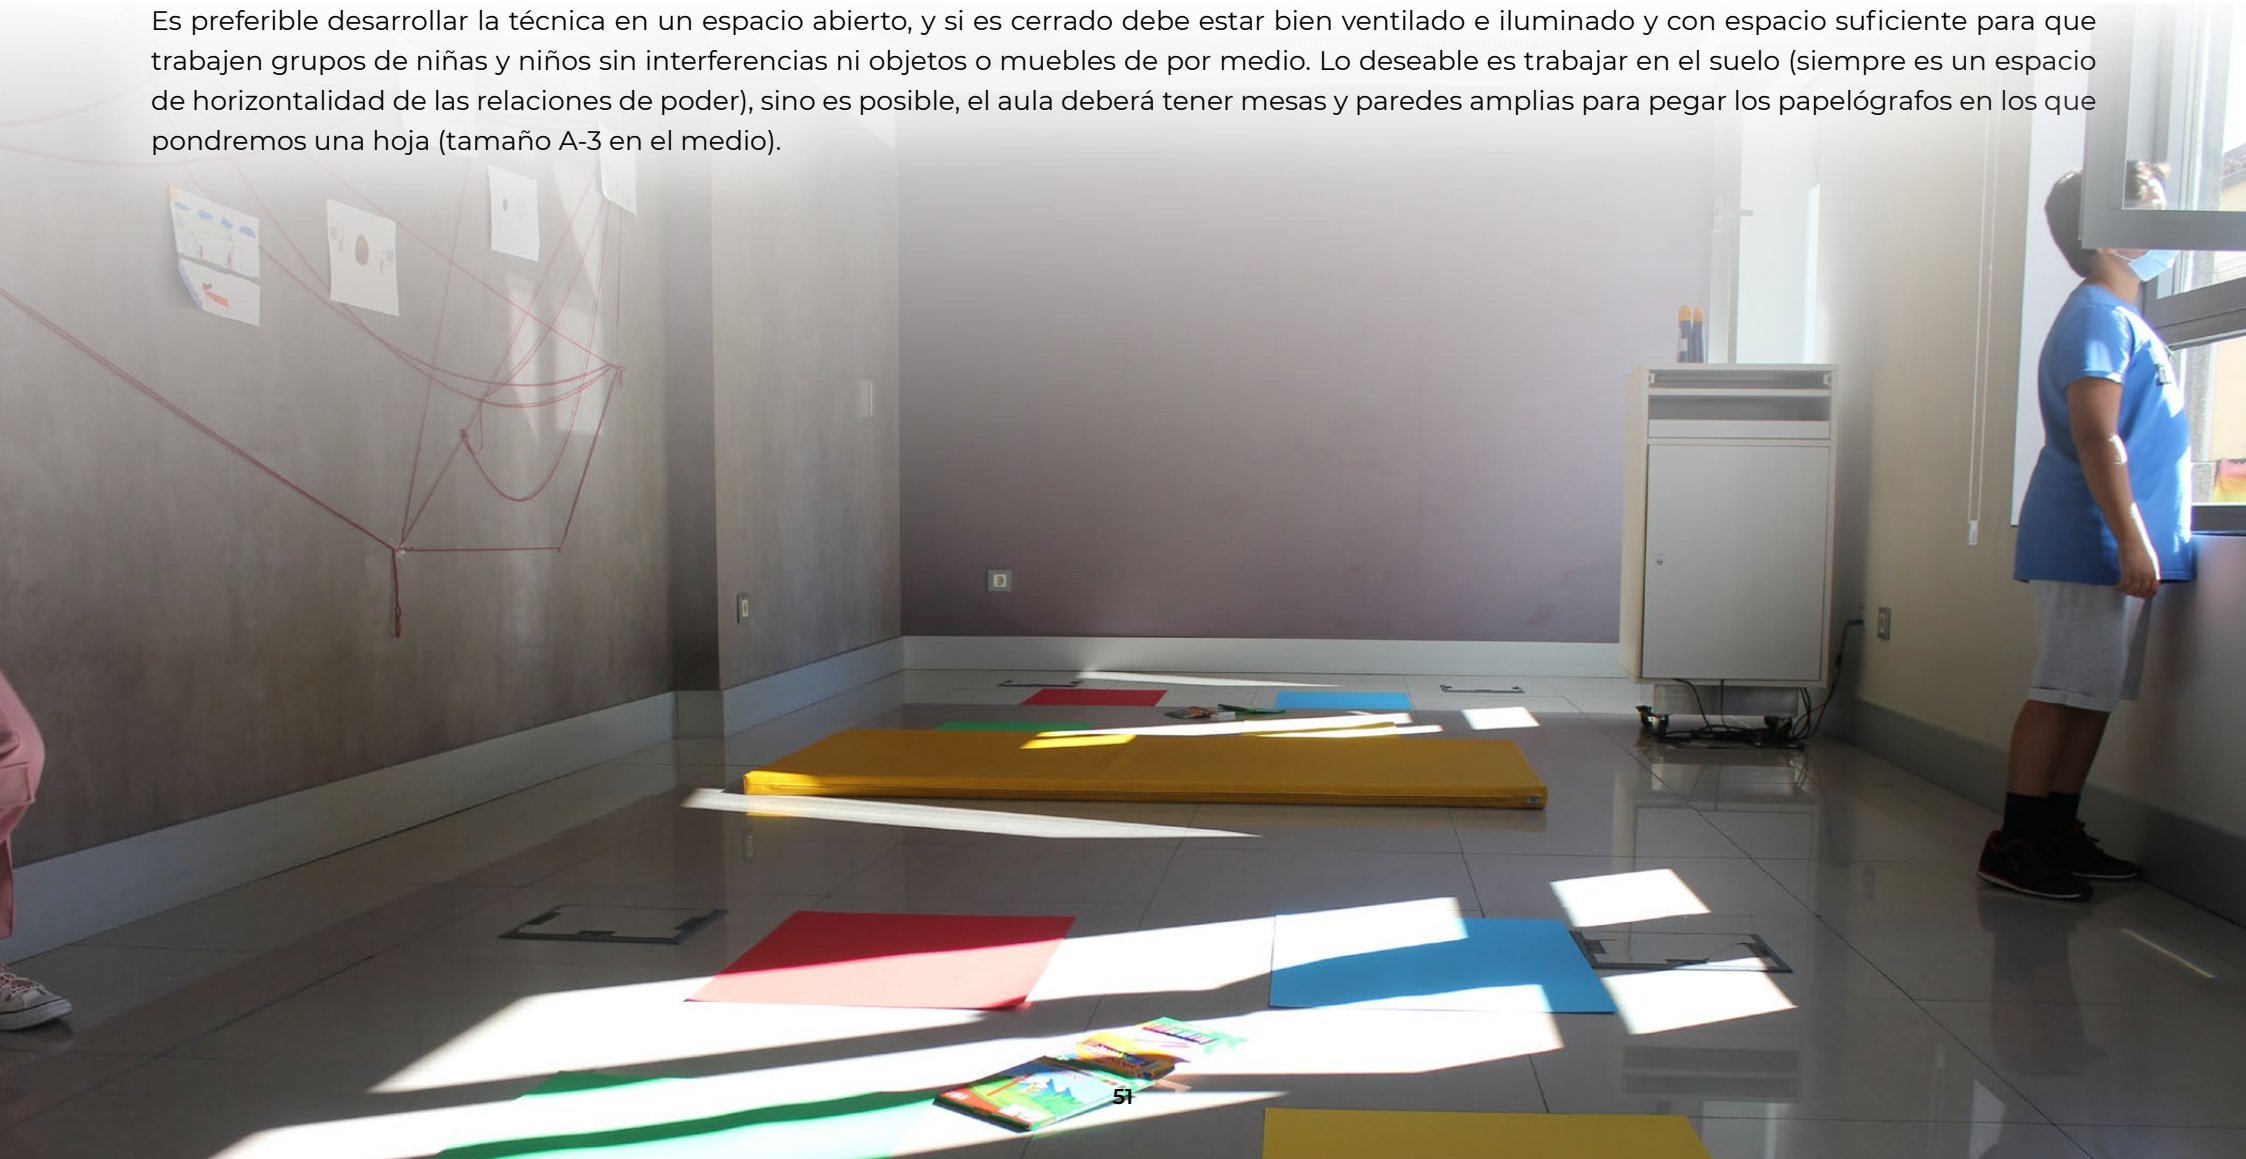 Es preferible desarrollar la técnica en un espacio abierto, y si es cerrado debe estar bien ventilado e iluminado y con espacio suficiente para que
trabajen grupos de niñas y niños sin interferencias ni objetos o muebles de por medio. Lo deseable es trabajar en el suelo (siempre es un espacio
de horizontalidad de las relaciones de poder), sino es posible, el aula deberá tener mesas y paredes amplias para pegar los papelógrafos en los que
pondremos una hoja (tamaño A-3 en el medio).
51